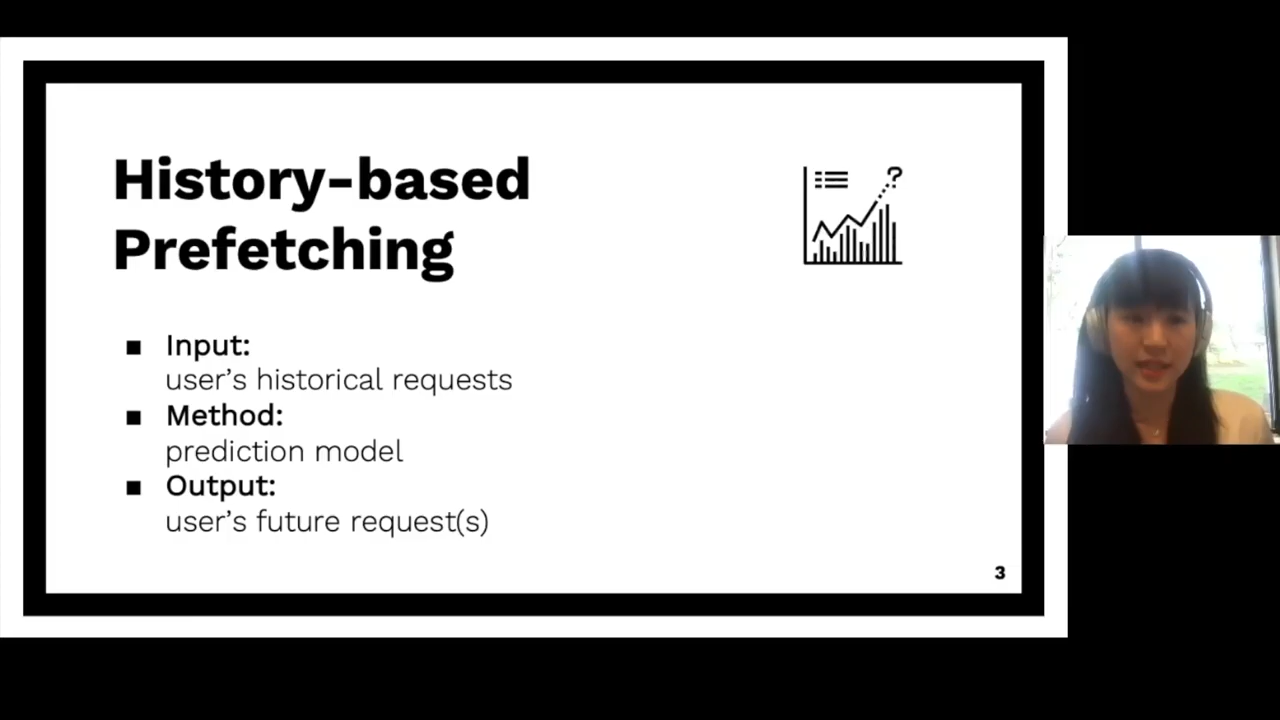 History-based
Prefetching
?
■ Input:
user's historical requests
■ Method:
prediction model
■ Output:
user's future request(s)
3